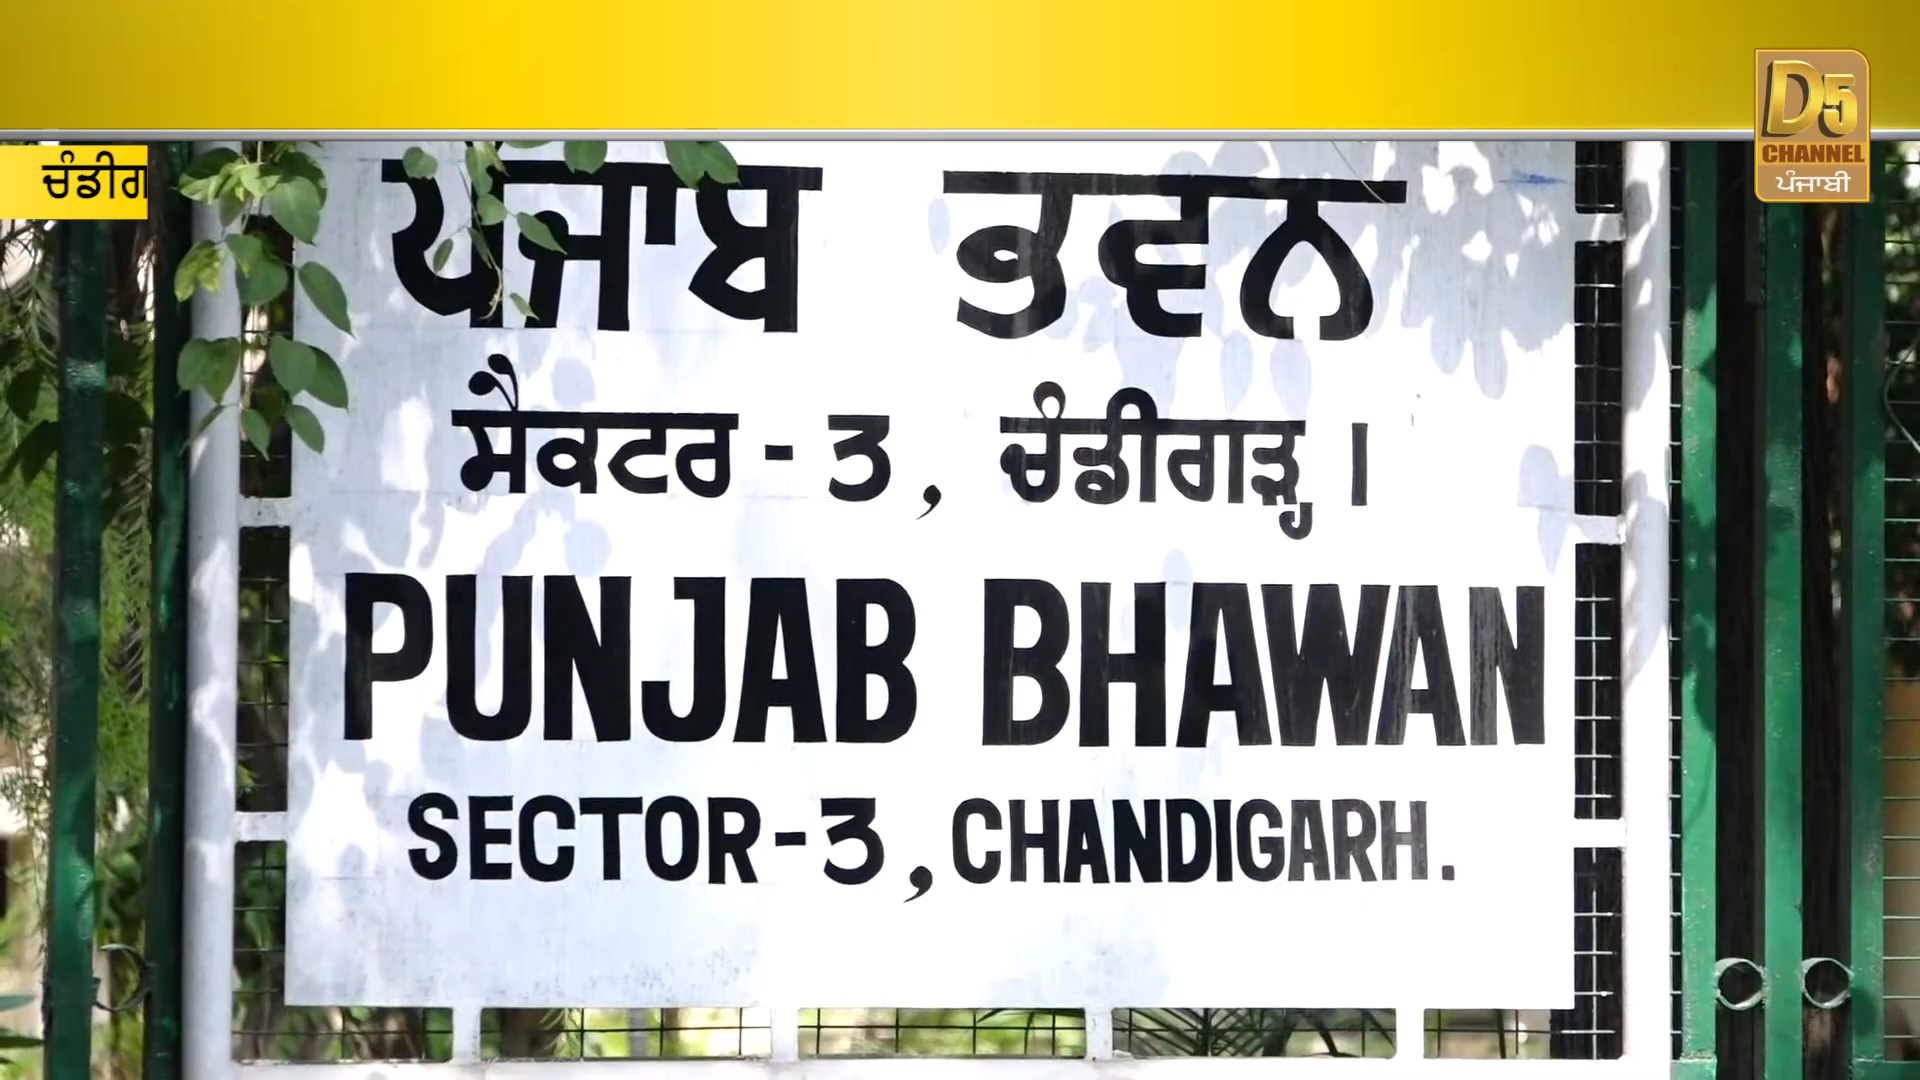 D5
CHANNEL
ਪੰਜਾਬੀ
ਪੰਜਾਬ ਭਵਨ
ਸੈਕਟਰ - 3, ਚੰਡੀਗੜ੍ਹ ।
PUNJAB BHAWAN
SECTOR-3, CHANDIGARH.